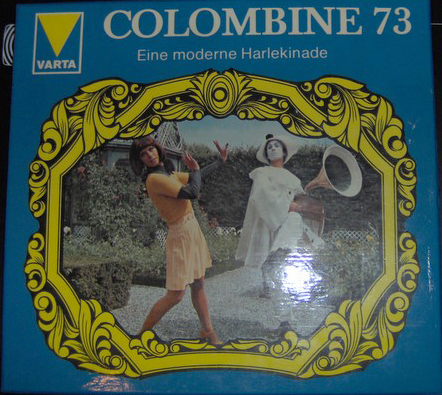 COLOMBINE 73
Eine moderne Harlekinade
VARTA